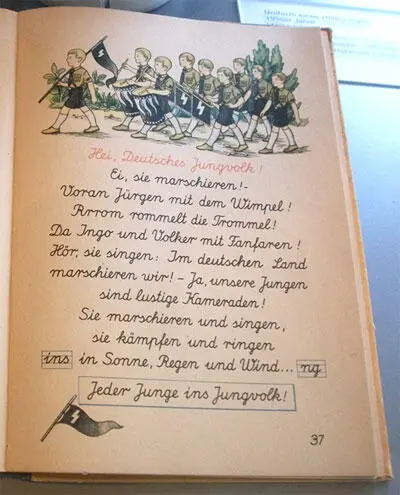 Hei, Deutsches Jungvolk!
Ei, sie marschieren!-
Voran Jürgen mit dem Wimpel!
Rrrom rommelt die Trommel!
Da Ingo und Volker mit Fanfaren!
Hör, sie singen: Im deutschen Land
marschieren wir! - Ja, unsere Jungen
sind lustige Kameraden!
Sie marschieren und singen,
sie kämpfen und ringen
ins in Sonne, Regen und Wind... ng
Jeder Junge ins Jungvolk!
37